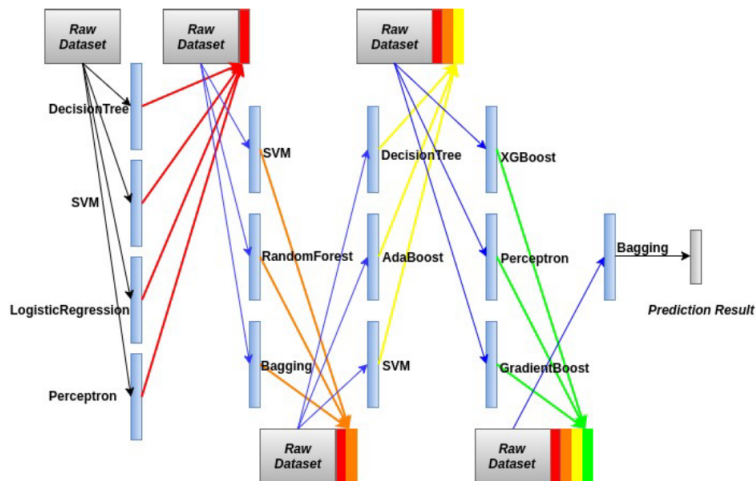 Raw
Dataset
Raw
Dataset
Raw
Dataset
DecisionTree
SVM
LogisticRegression
Perceptron
SVM
RandomForest
Bagging
DecisionTree
AdaBoost
SVM
XGBoost
Perceptron
GradientBoost
Bagging
Prediction Result
Raw
Dataset
Raw
Dataset